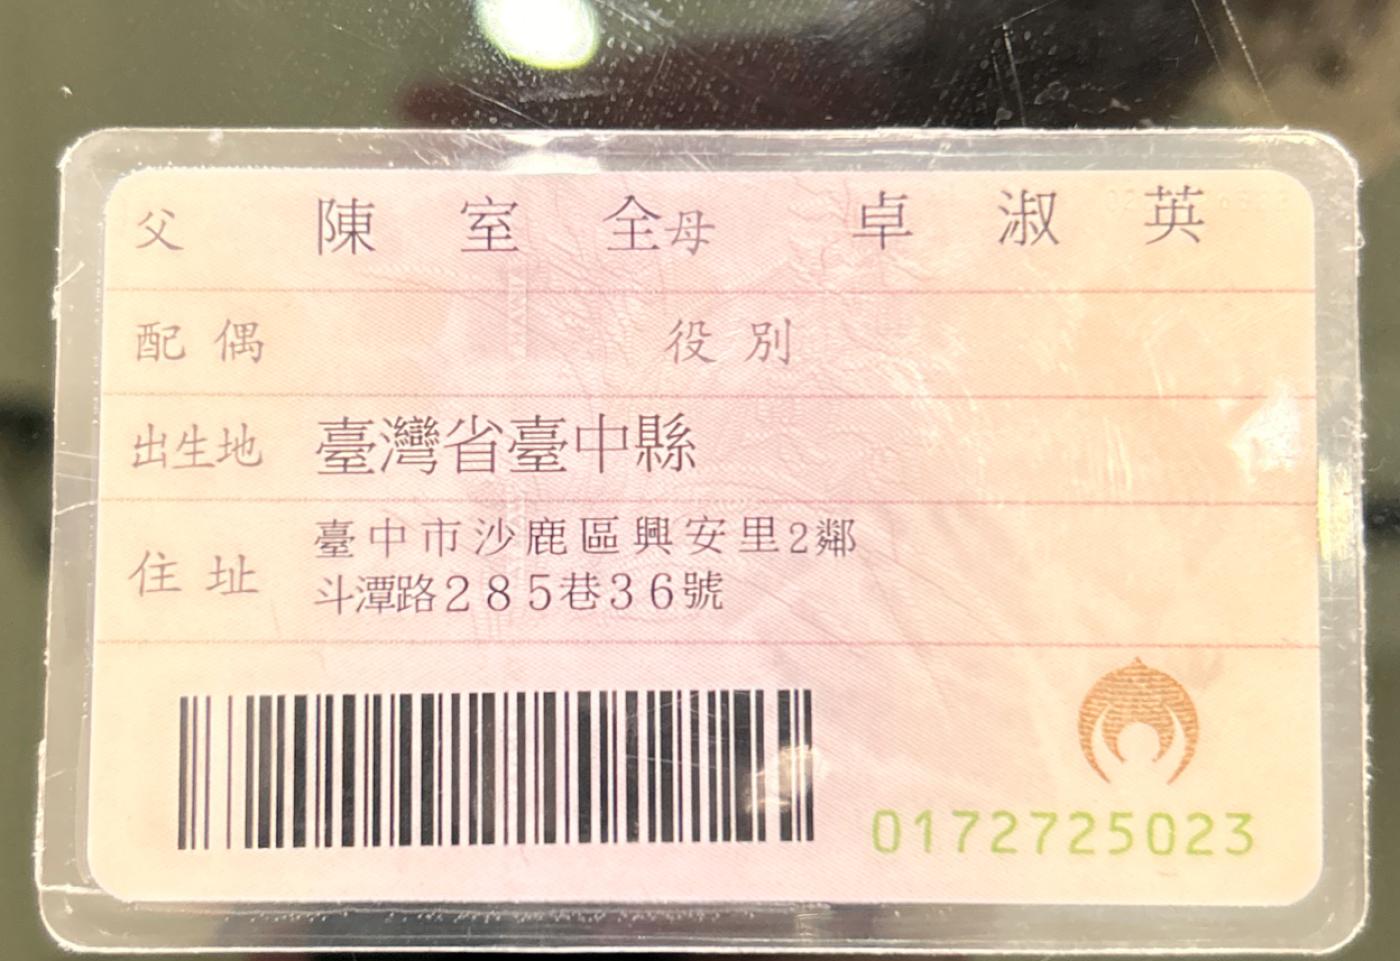 父 陳室全 母 卓淑英
配偶 役別
出生地 臺灣省臺中縣
住址 臺中市沙鹿區興安里2鄰
斗潭路285巷36號
0172725023